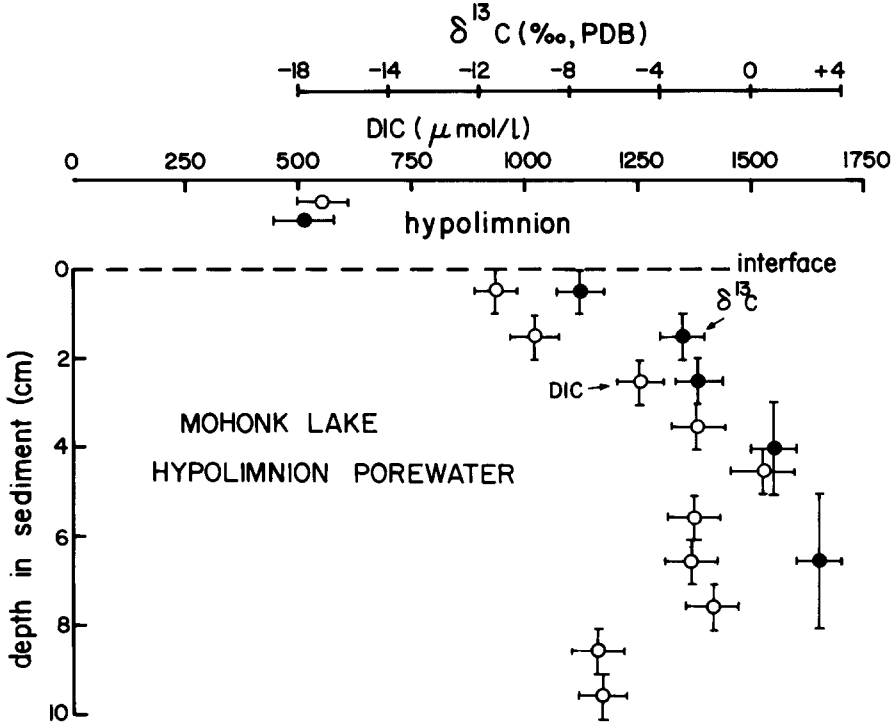 δ¹³C (‰, PDB)
−18 −14 −10 −8 −4 0 +4
DIC (μ mol/l)
0 250 500 750 1000 1250 1500 1750
hypolimnion
0
interface
δ¹³C
2
DIC
MOHONK LAKE
4
HYPOLIMNION POREWATER
6
8
10
depth in sediment (cm)